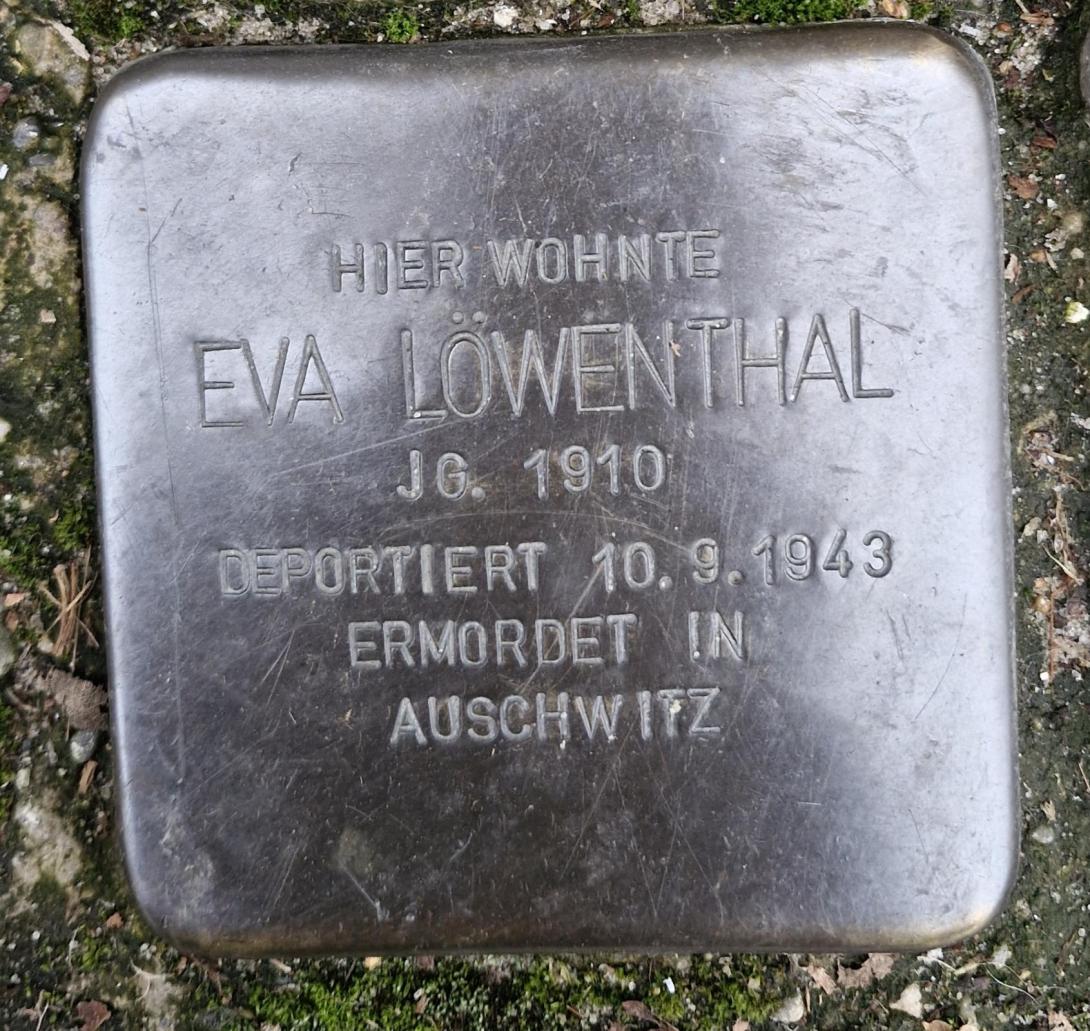 HIER WOHNTE
EVA LÖWENTHAL
JG. 1910
DEPORTIERT 10.9.1943
ERMORDET IN
AUSCHWITZ